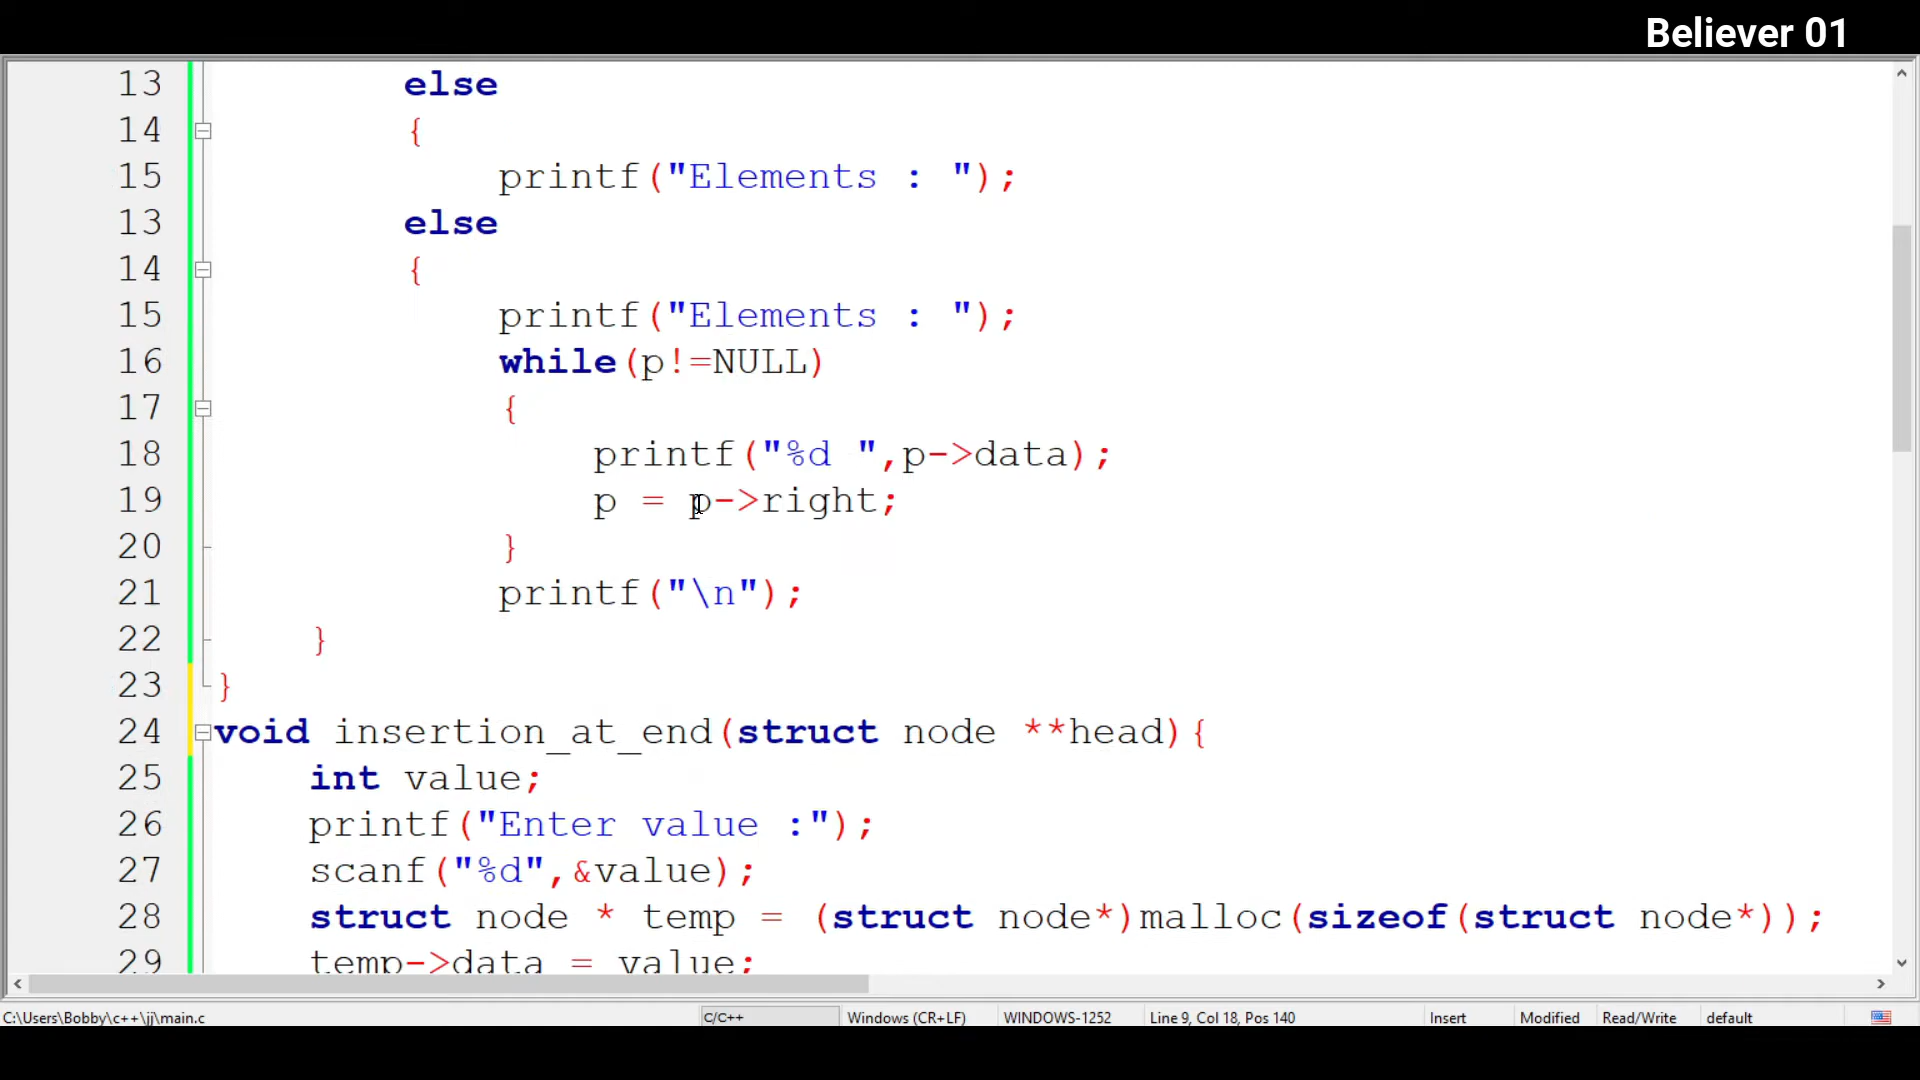 Believer 01
13 else
14 {
15 printf("Elements : ");
13 else
14 {
15 printf("Elements : ");
16 while(p!=NULL)
17 {
18 printf("%d ",p->data);
19 p = p->right;
20 }
21 printf("\n");
22 }
23 }
24 void insertion_at_end(struct node **head){
25 int value;
26 printf("Enter value :");
27 scanf("%d",&value);
28 struct node * temp = (struct node*)malloc(sizeof(struct node*));
29 temp->data = value;
C:\Users\Bobby\c++\jj\main.c C/C++ Windows (CR+LF) WINDOWS-1252 Line 9, Col 18, Pos 140 Insert Modified Read/Write default